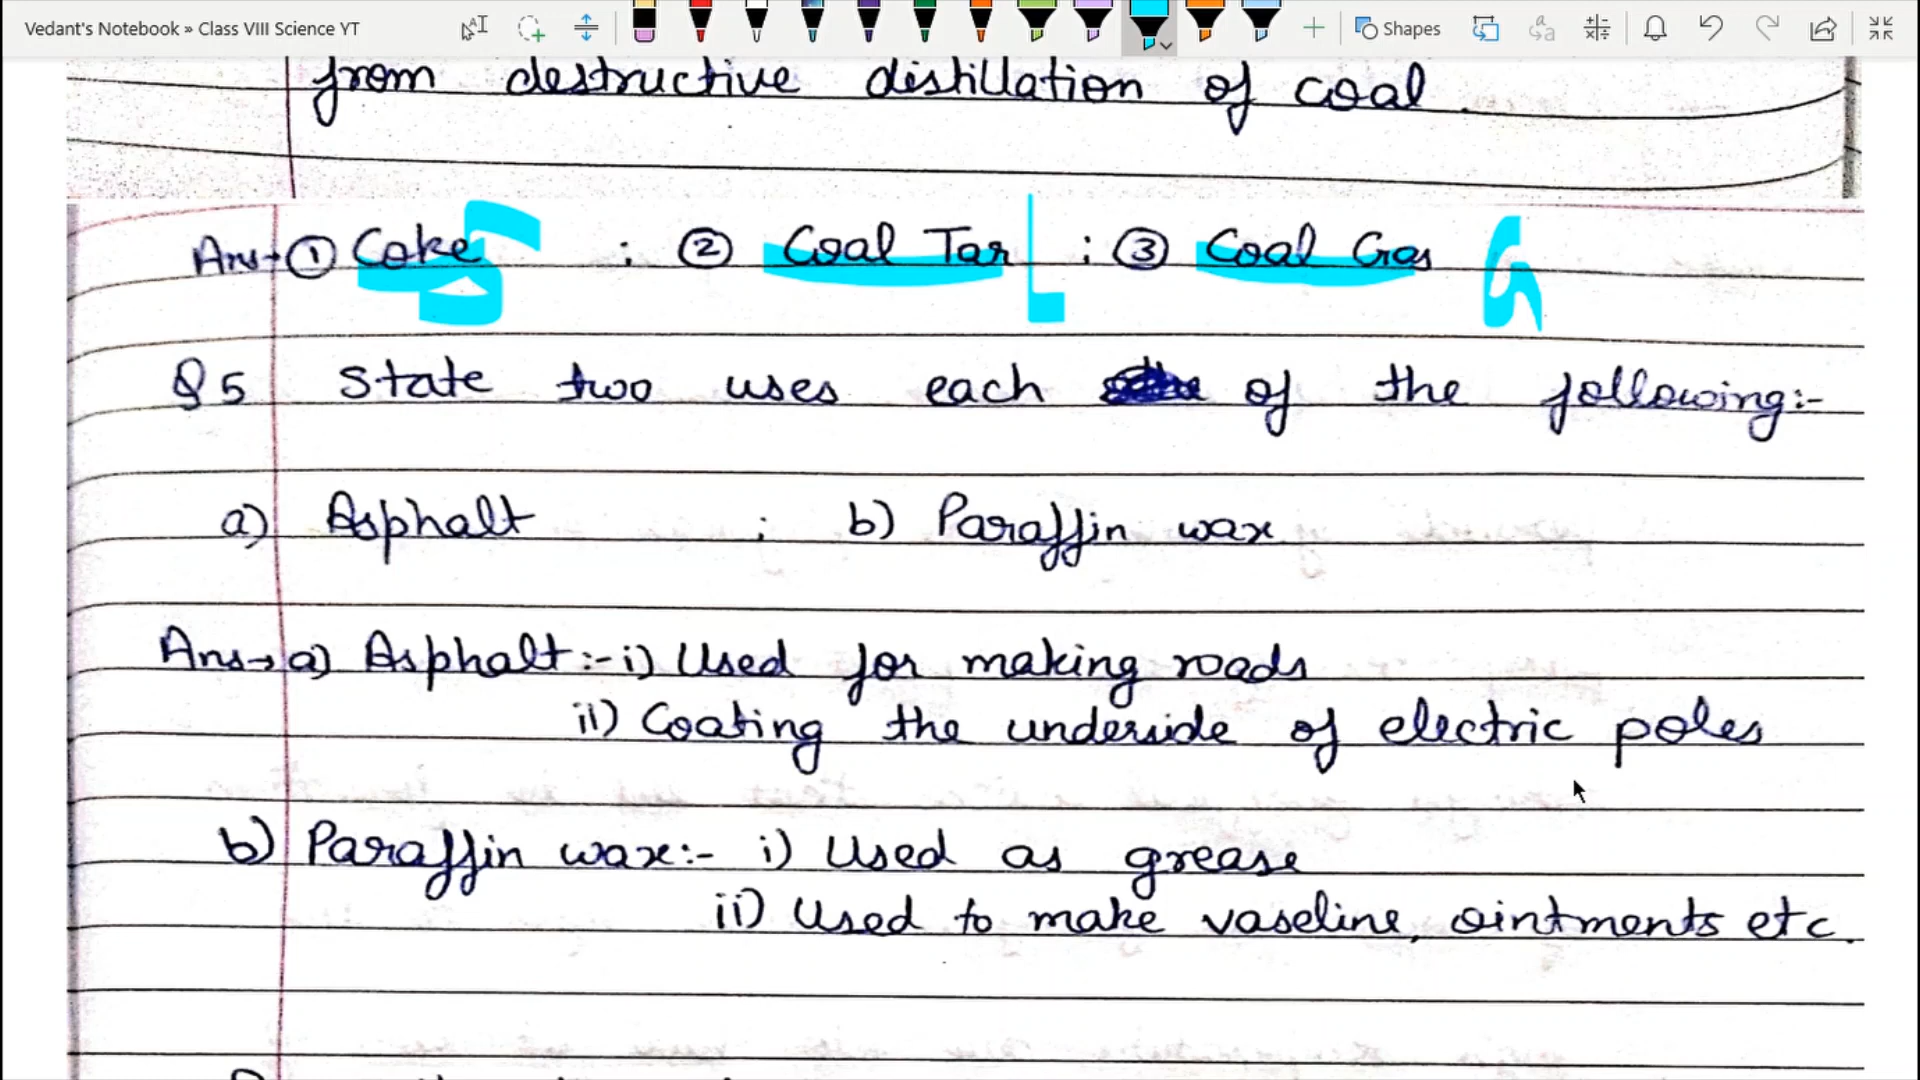 Vedant's Notebook » Class VIII Science YT
Shapes
from destructive distillation of coal.
Ans→ ① Coke S : ② Coal Tar L : ③ Coal Gas G
Q5 State two uses each of the following:-
a) Asphalt ; b) Paraffin wax
Ans→ a) Asphalt :- i) Used for making roads
ii) Coating the underside of electric poles
b) Paraffin wax:- i) Used as grease
ii) Used to make vaseline, ointments etc.